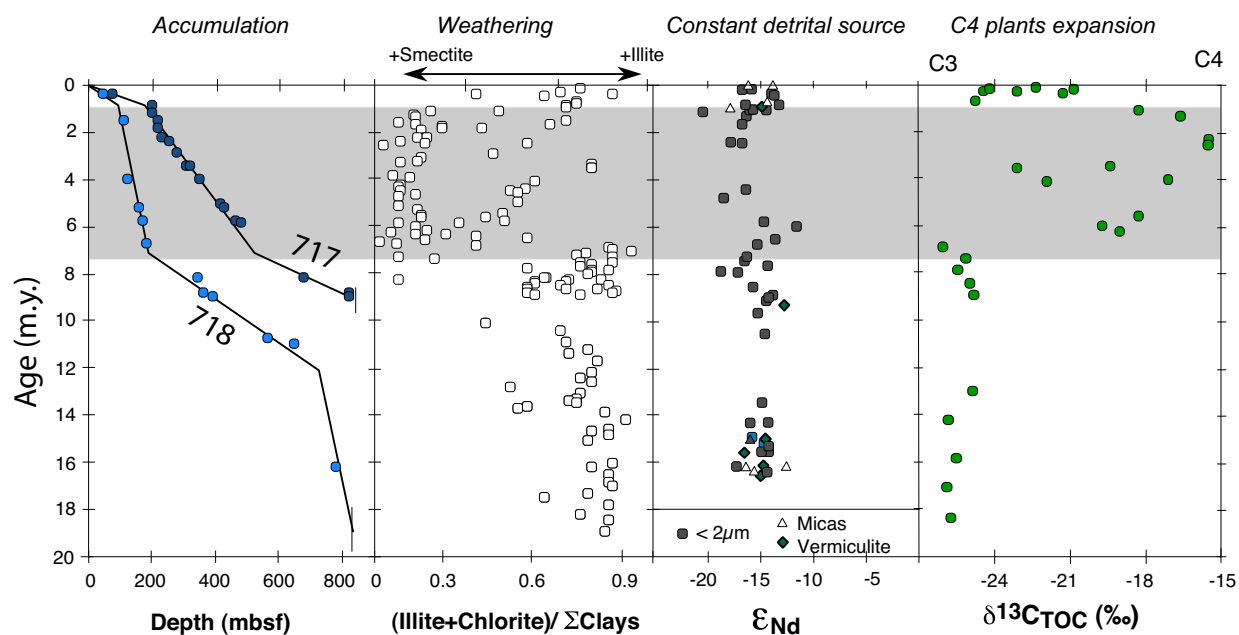 Accumulation
Weathering
Constant detrital source
C4 plants expansion
+Smectite
+Illite
C3
C4
0
2
4
6
8
10
12
14
16
18
20
Age (m.y.)
717
718
< 2µm
Micas
Vermiculite
0 200 400 600 800
0 0.3 0.6 0.9
-20 -15 -10 -5
-24 -21 -18 -15
Depth (mbsf)
(Illite+Chlorite)/ ΣClays
εNd
δ13CTOC (‰)